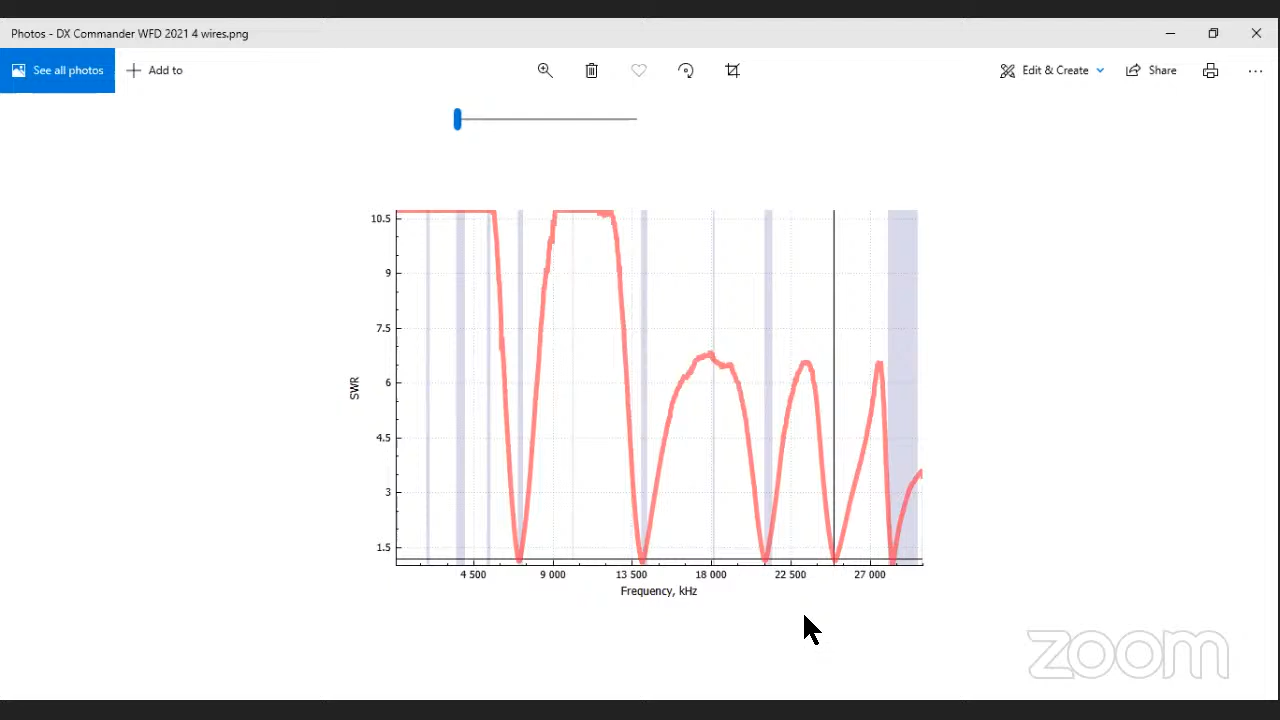 Photos - DX Commander WFD 2021 4 wires.png
See all photos
Add to
Edit & Create
Share
10.5
9
7.5
6
4.5
3
1.5
SWR
4 500 9 000 13 500 18 000 22 500 27 000
Frequency, kHz
zoom